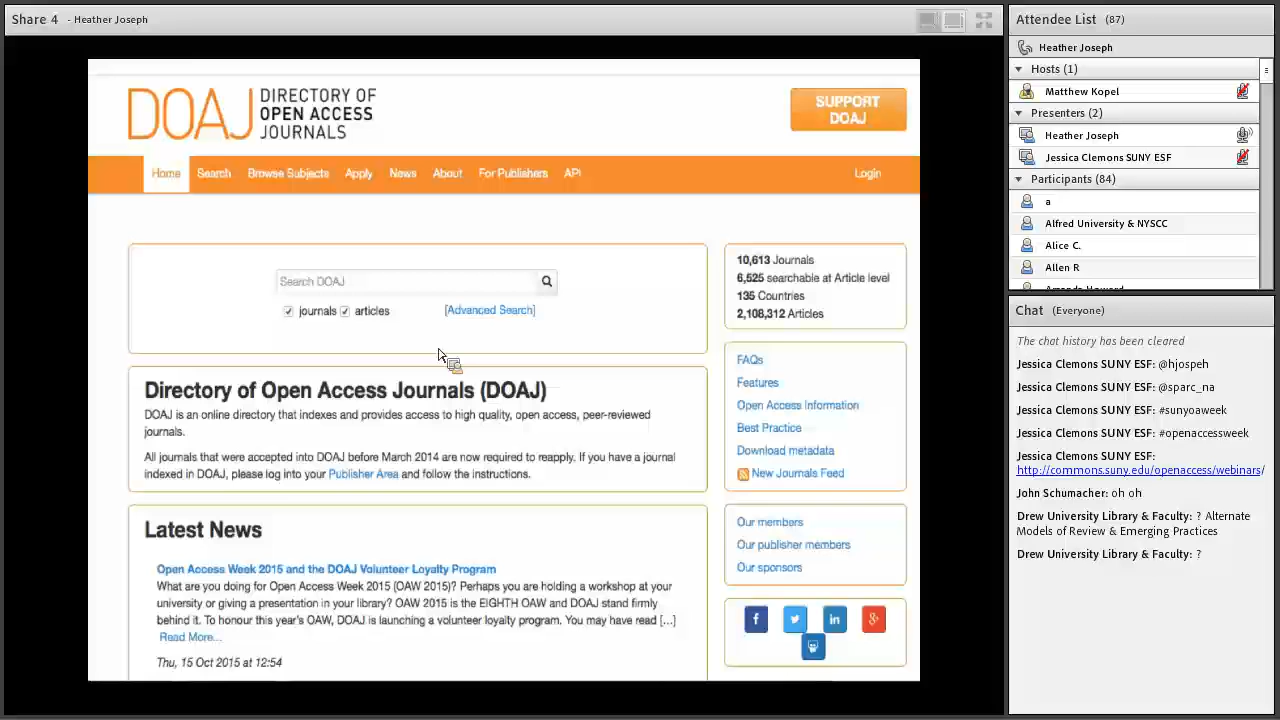 Share 4 - Heather Joseph
DOAJ DIRECTORY OF
OPEN ACCESS
JOURNALS
SUPPORT
DOAJ
Home Search Browse Subjects Apply News About For Publishers API Login
Search DOAJ
journals articles [Advanced Search]
10,613 Journals
6,525 searchable at Article level
135 Countries
2,108,312 Articles
Directory of Open Access Journals (DOAJ)
DOAJ is an online directory that indexes and provides access to high quality, open access, peer-reviewed
journals.
All journals that were accepted into DOAJ before March 2014 are now required to reapply. If you have a journal
indexed in DOAJ, please log into your Publisher Area and follow the instructions.
FAQs
Features
Open Access Information
Best Practice
Download metadata
New Journals Feed
Latest News
Open Access Week 2015 and the DOAJ Volunteer Loyalty Program
What are you doing for Open Access Week 2015 (OAW 2015)? Perhaps you are holding a workshop at your
university or giving a presentation in your library? OAW 2015 is the EIGHTH OAW and DOAJ stand firmly
behind it. To honour this year's OAW, DOAJ is launching a volunteer loyalty program. You may have read [...]
Read More...
Thu, 15 Oct 2015 at 12:54
Our members
Our publisher members
Our sponsors
f
in
g+
Attendee List (87)
Heather Joseph
Hosts (1)
Matthew Kopel
Presenters (2)
Heather Joseph
Jessica Clemons SUNY ESF
Participants (84)
a
Alfred University & NYSCC
Alice C.
Allen R
Chat (Everyone)
The chat history has been cleared
Jessica Clemons SUNY ESF: @hjospeh
Jessica Clemons SUNY ESF: @sparc_na
Jessica Clemons SUNY ESF: #sunyoaweek
Jessica Clemons SUNY ESF: #openaccessweek
Jessica Clemons SUNY ESF:
http://commons.suny.edu/openaccess/webinars/
John Schumacher: oh oh
Drew University Library & Faculty: ? Alternate
Models of Review & Emerging Practices
Drew University Library & Faculty: ?